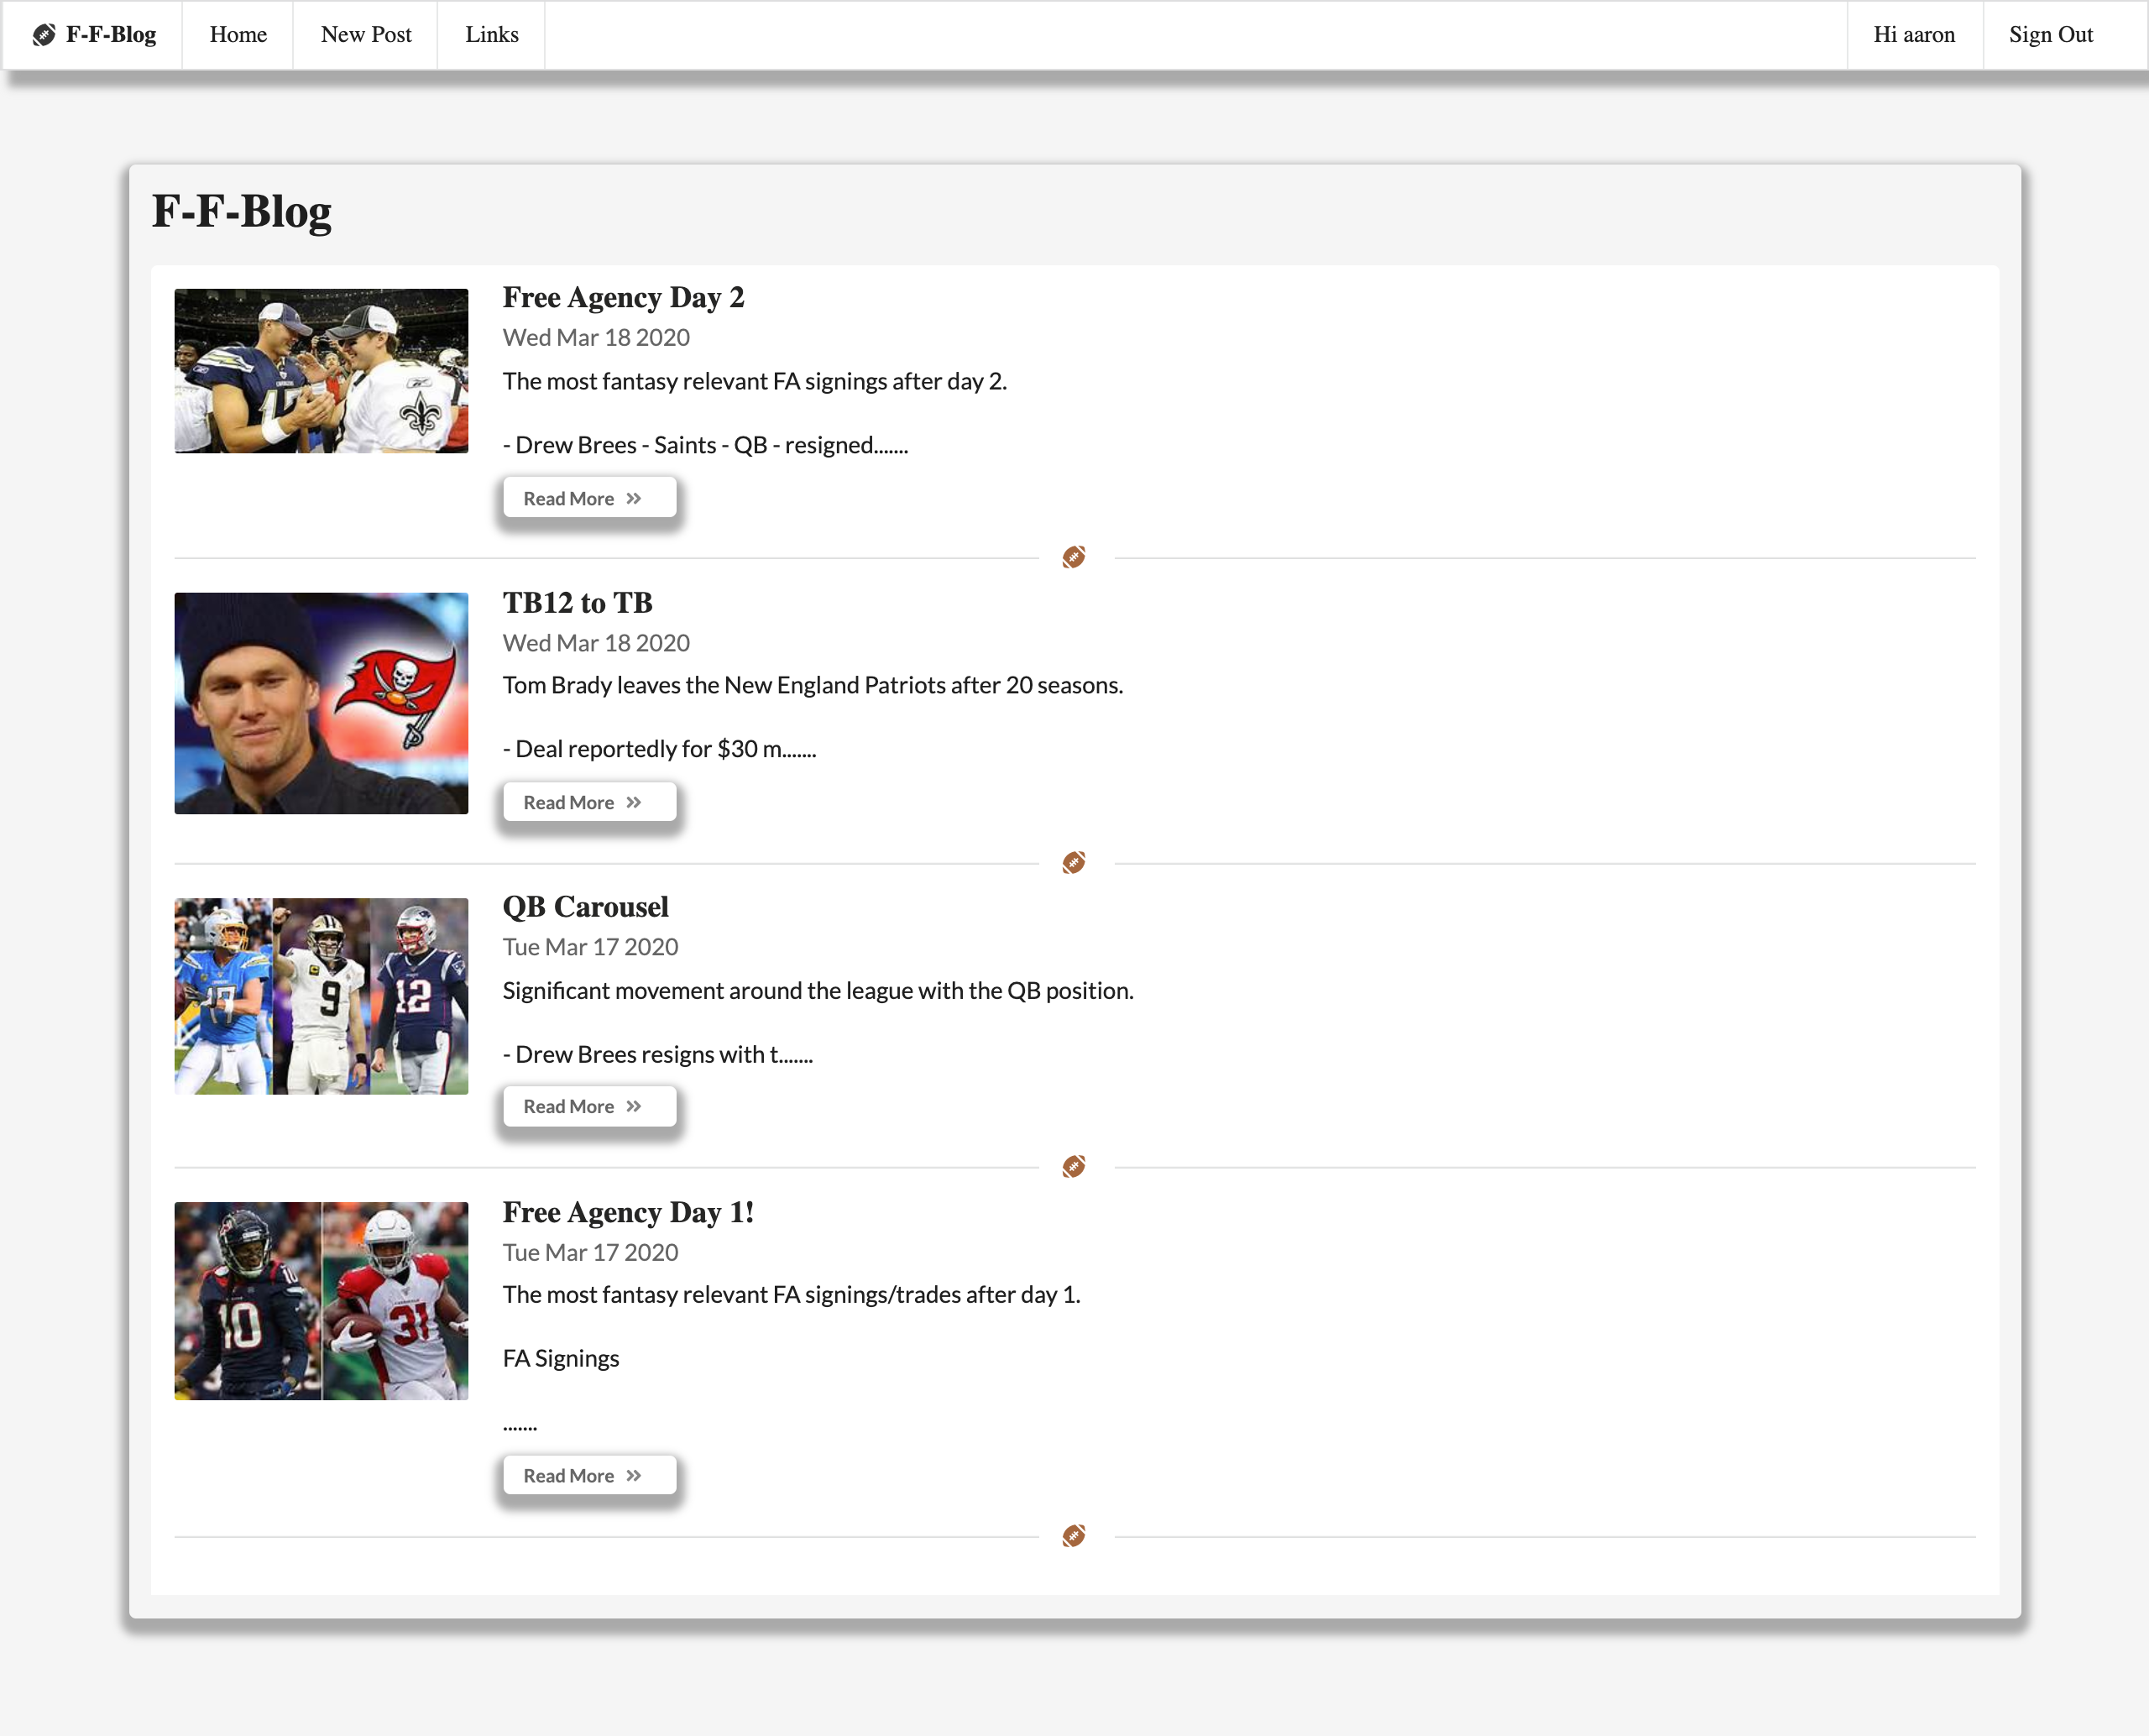 F-F-Blog Home New Post Links Hi aaron Sign Out
F-F-Blog
Free Agency Day 2
Wed Mar 18 2020
The most fantasy relevant FA signings after day 2.
- Drew Brees - Saints - QB - resigned.......
Read More
TB12 to TB
Wed Mar 18 2020
Tom Brady leaves the New England Patriots after 20 seasons.
- Deal reportedly for $30 m.......
Read More
17
9
12
QB Carousel
Tue Mar 17 2020
Significant movement around the league with the QB position.
- Drew Brees resigns with t.......
Read More
10
31
Free Agency Day 1!
Tue Mar 17 2020
The most fantasy relevant FA signings/trades after day 1.
FA Signings
.......
Read More